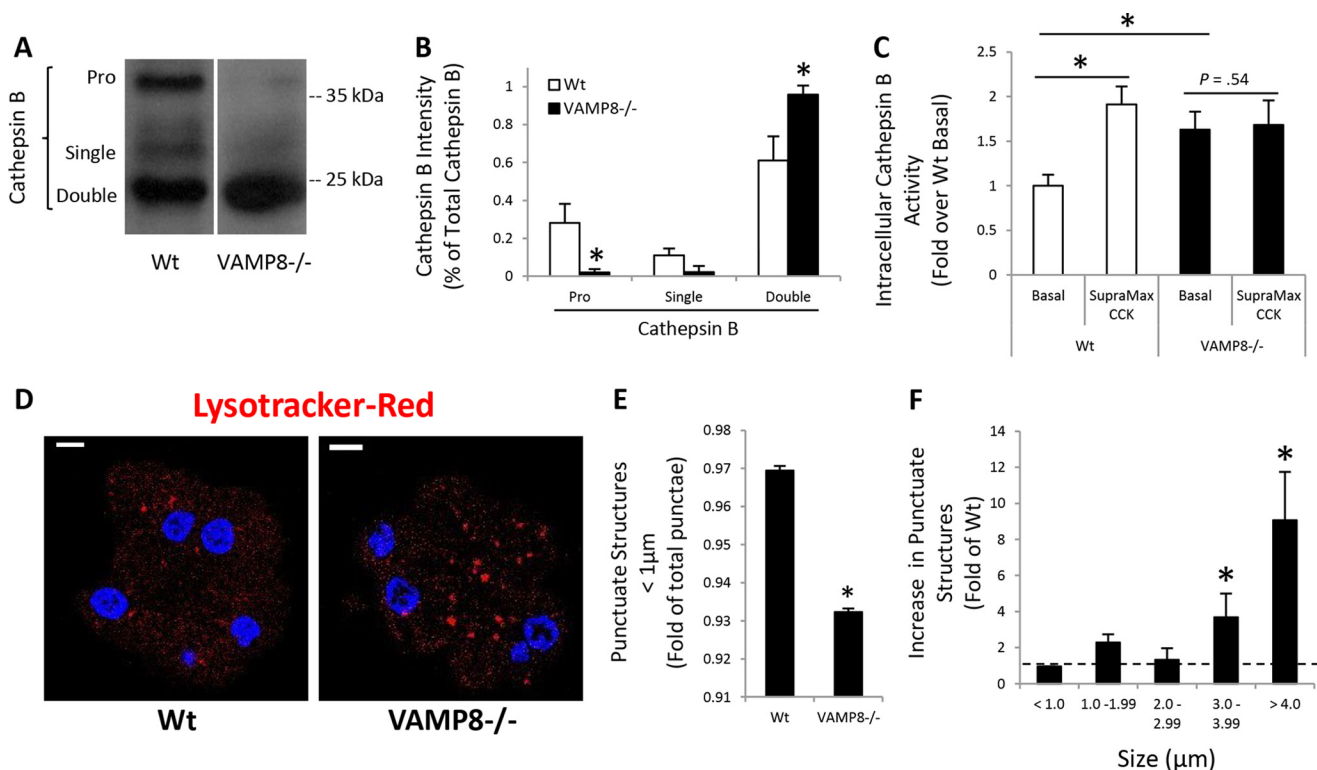 A
Cathepsin B
Pro
Single
Double
-- 35 kDa
-- 25 kDa
Wt
VAMP8-/-
B
Cathepsin B Intensity
(% of Total Cathepsin B)
1
0.8
0.6
0.4
0.2
0
Wt
VAMP8-/-
*
*
Pro
Single
Double
Cathepsin B
C
Intracellular Cathepsin B
Activity
(Fold over Wt Basal)
2.5
2
1.5
1
0.5
0
*
*
P = .54
Basal
SupraMax
CCK
Basal
SupraMax
CCK
Wt
VAMP8-/-
D
Lysotracker-Red
Wt
VAMP8-/-
E
Punctuate Structures
< 1µm
(Fold of total punctae)
0.98
0.97
0.96
0.95
0.94
0.93
0.92
0.91
*
Wt
VAMP8-/-
F
Increase in Punctuate
Structures
(Fold of Wt)
14
12
10
8
6
4
2
0
*
*
< 1.0
1.0 -1.99
2.0 -
2.99
3.0 -
3.99
> 4.0
Size (µm)